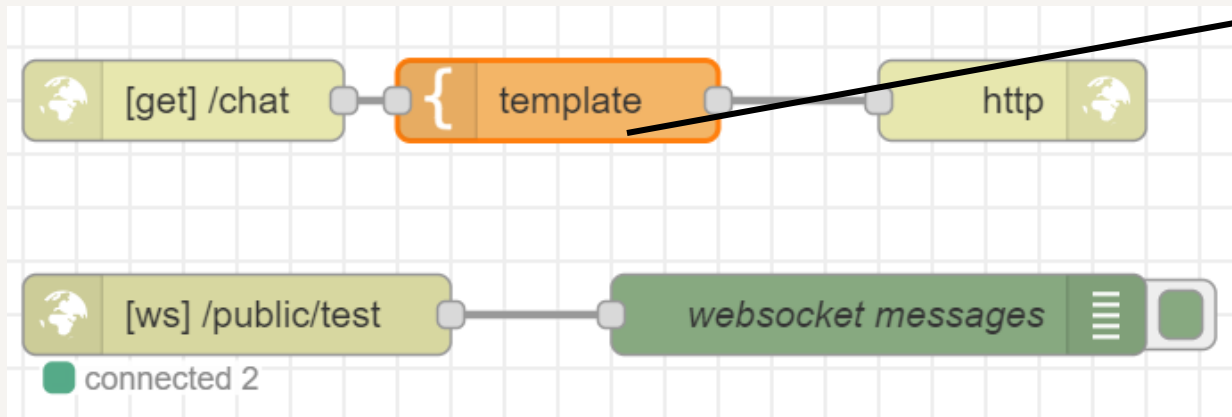 [get] /chat
template
http
[ws] /public/test
websocket messages
connected 2